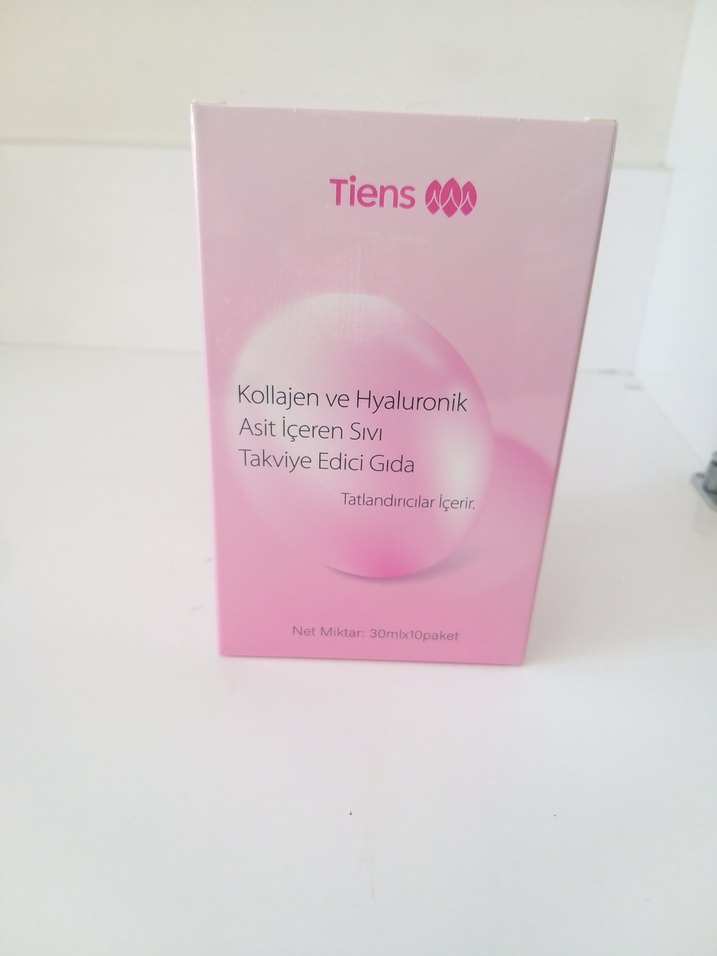 Tiens
Kollajen ve Hyaluronik
Asit İçeren Sıvı
Takviye Edici Gıda
Tatlandırıcılar İçerir.
Net Miktar: 30mlx10paket